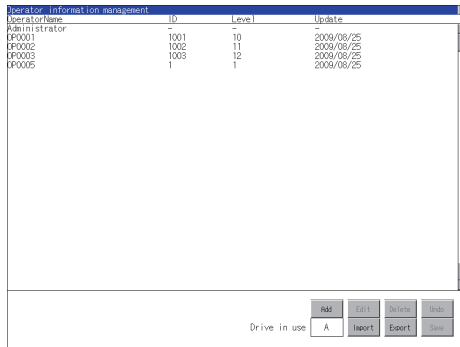 Operator information management
OperatorName ID Level Update
Administrator - - -
OP0001 1001 10 2009/08/25
OP0002 1002 11 2009/08/25
OP0003 1003 12 2009/08/25
OP0005 1 1 2009/08/25
Add Edit Delete Undo
Drive in use A Import Export Save